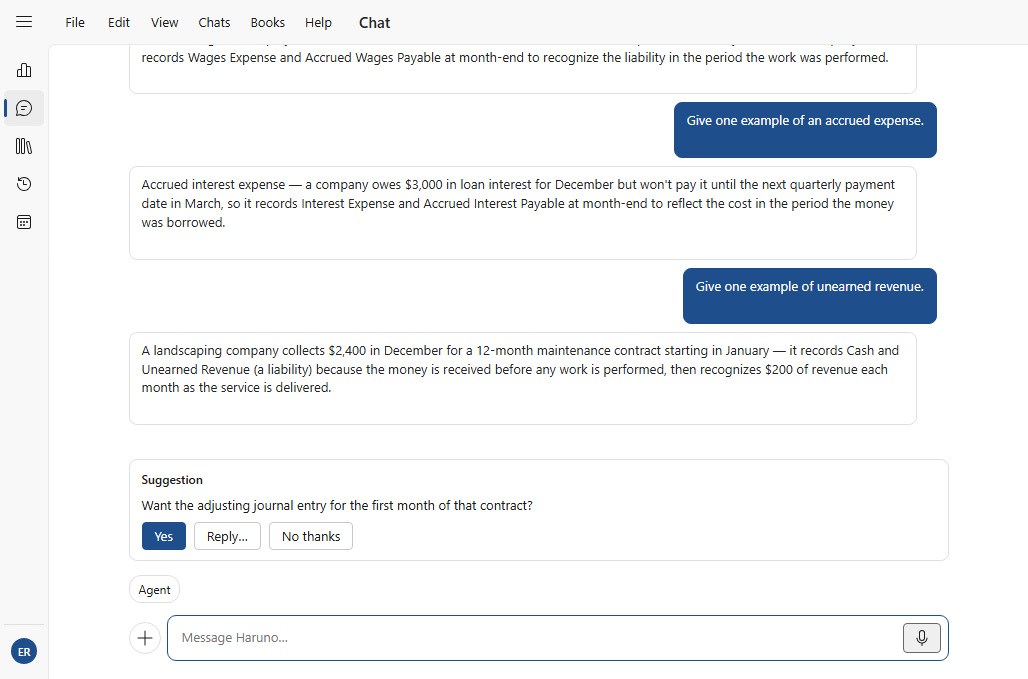 File Edit View Chats Books Help Chat
records Wages Expense and Accrued Wages Payable at month-end to recognize the liability in the period the work was performed.
Give one example of an accrued expense.
Accrued interest expense — a company owes $3,000 in loan interest for December but won't pay it until the next quarterly payment
date in March, so it records Interest Expense and Accrued Interest Payable at month-end to reflect the cost in the period the money
was borrowed.
Give one example of unearned revenue.
A landscaping company collects $2,400 in December for a 12-month maintenance contract starting in January — it records Cash and
Unearned Revenue (a liability) because the money is received before any work is performed, then recognizes $200 of revenue each
month as the service is delivered.
Suggestion
Want the adjusting journal entry for the first month of that contract?
Yes Reply... No thanks
Agent
Message Haruno...
ER